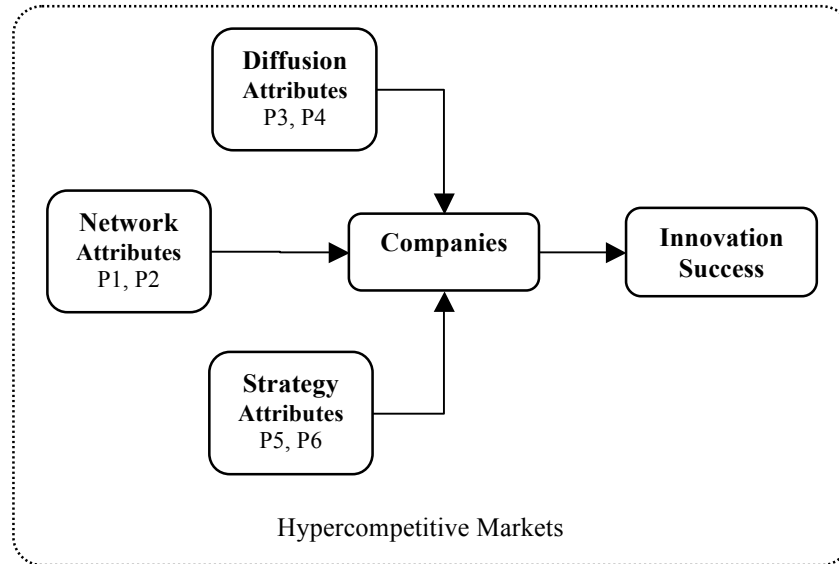 Diffusion
Attributes
P3, P4
Network
Attributes
P1, P2
Companies
Innovation
Success
Strategy
Attributes
P5, P6
Hypercompetitive Markets